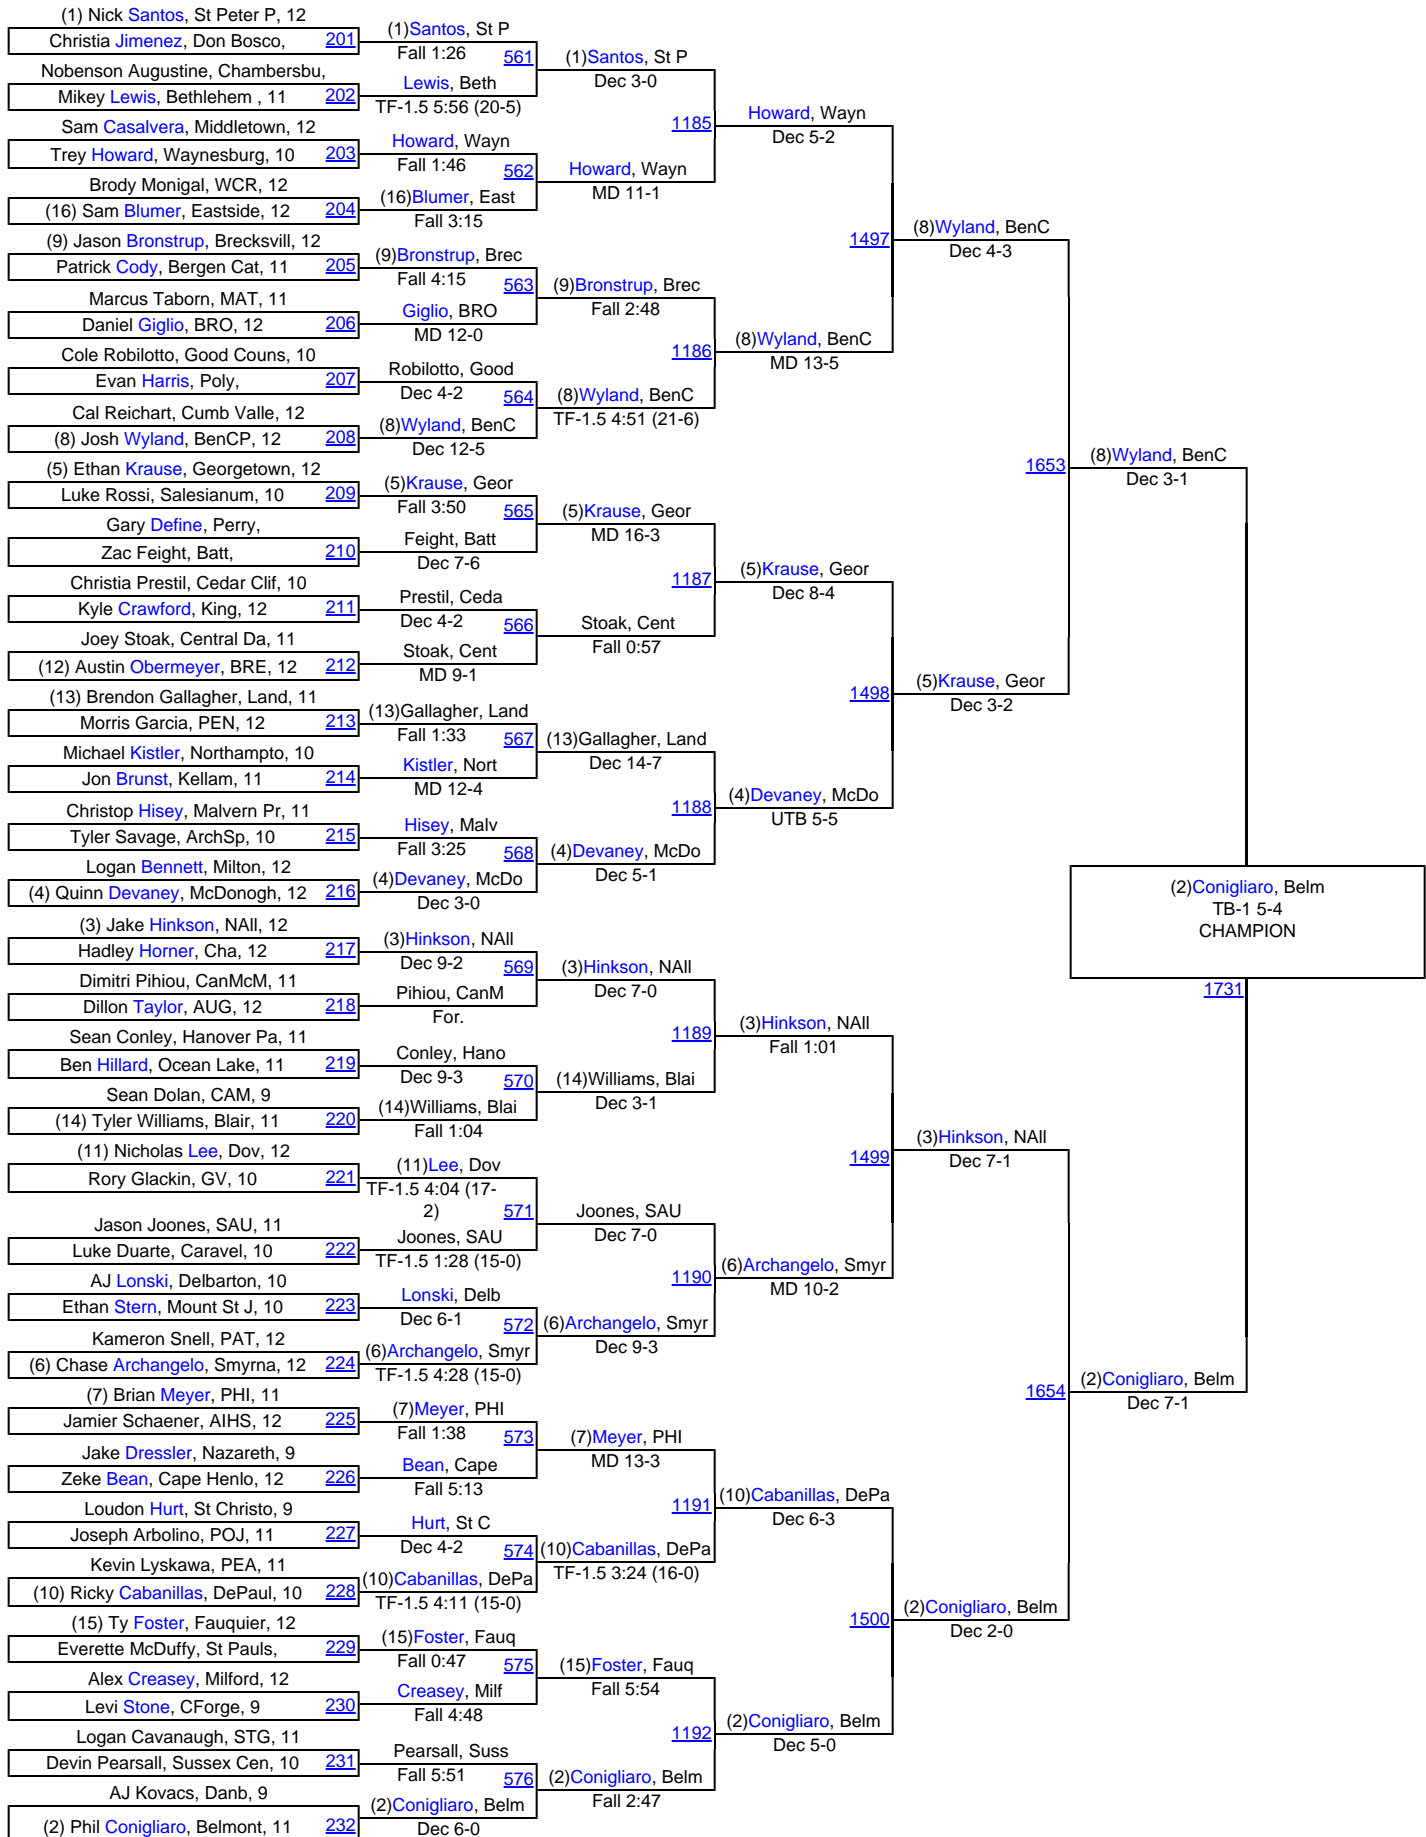 (1) Nick Santos, St Peter P, 12
Christia Jimenez, Don Bosco, 201
Nobenson Augustine, Chambersbu,
Mikey Lewis, Bethlehem , 11 202
Sam Casalvera, Middletown, 12
Trey Howard, Waynesburg, 10 203
Brody Monigal, WCR, 12
(16) Sam Blumer, Eastside, 12 204
(9) Jason Bronstrup, Brecksvill, 12
Patrick Cody, Bergen Cat, 11 205
Marcus Taborn, MAT, 11
Daniel Giglio, BRO, 12 206
Cole Robilotto, Good Couns, 10
Evan Harris, Poly, 207
Cal Reichart, Cumb Valle, 12
(8) Josh Wyland, BenCP, 12 208
(5) Ethan Krause, Georgetown, 12
Luke Rossi, Salesianum, 10 209
Gary Define, Perry,
Zac Feight, Batt, 210
Christia Prestil, Cedar Clif, 10
Kyle Crawford, King, 12 211
Joey Stoak, Central Da, 11
(12) Austin Obermeyer, BRE, 12 212
(13) Brendon Gallagher, Land, 11
Morris Garcia, PEN, 12 213
Michael Kistler, Northampto, 10
Jon Brunst, Kellam, 11 214
Christop Hisey, Malvern Pr, 11
Tyler Savage, ArchSp, 10 215
Logan Bennett, Milton, 12
(4) Quinn Devaney, McDonogh, 12 216
(3) Jake Hinkson, NAll, 12
Hadley Horner, Cha, 12 217
Dimitri Pihiou, CanMcM, 11
Dillon Taylor, AUG, 12 218
Sean Conley, Hanover Pa, 11
Ben Hillard, Ocean Lake, 11 219
Sean Dolan, CAM, 9
(14) Tyler Williams, Blair, 11 220
(11) Nicholas Lee, Dov, 12
Rory Glackin, GV, 10 221
Jason Joones, SAU, 11
Luke Duarte, Caravel, 10 222
AJ Lonski, Delbarton, 10
Ethan Stern, Mount St J, 10 223
Kameron Snell, PAT, 12
(6) Chase Archangelo, Smyrna, 12 224
(7) Brian Meyer, PHI, 11
Jamier Schaener, AIHS, 12 225
Jake Dressler, Nazareth, 9
Zeke Bean, Cape Henlo, 12 226
Loudon Hurt, St Christo, 9
Joseph Arbolino, POJ, 11 227
Kevin Lyskawa, PEA, 11
(10) Ricky Cabanillas, DePaul, 10 228
(15) Ty Foster, Fauquier, 12
Everette McDuffy, St Pauls, 229
Alex Creasey, Milford, 12
Levi Stone, CForge, 9 230
Logan Cavanaugh, STG, 11
Devin Pearsall, Sussex Cen, 10 231
AJ Kovacs, Danb, 9
(2) Phil Conigliaro, Belmont, 11 232
(1)Santos, St P
Fall 1:26 561
Lewis, Beth
TF-1.5 5:56 (20-5)
Howard, Wayn
Fall 1:46 562
(16)Blumer, East
Fall 3:15
(9)Bronstrup, Brec
Fall 4:15 563
Giglio, BRO
MD 12-0
Robilotto, Good
Dec 4-2 564
(8)Wyland, BenC
Dec 12-5
(5)Krause, Geor
Fall 3:50 565
Feight, Batt
Dec 7-6
Prestil, Ceda
Dec 4-2 566
Stoak, Cent
MD 9-1
(13)Gallagher, Land
Fall 1:33 567
Kistler, Nort
MD 12-4
Hisey, Malv
Fall 3:25 568
(4)Devaney, McDo
Dec 3-0
(3)Hinkson, NAll
Dec 9-2 569
Pihiou, CanM
For.
Conley, Hano
Dec 9-3 570
(14)Williams, Blai
Fall 1:04
(11)Lee, Dov
TF-1.5 4:04 (17-
2) 571
Joones, SAU
TF-1.5 1:28 (15-0)
Lonski, Delb
Dec 6-1 572
(6)Archangelo, Smyr
TF-1.5 4:28 (15-0)
(7)Meyer, PHI
Fall 1:38 573
Bean, Cape
Fall 5:13
Hurt, St C
Dec 4-2 574
(10)Cabanillas, DePa
TF-1.5 4:11 (15-0)
(15)Foster, Fauq
Fall 0:47 575
Creasey, Milf
Fall 4:48
Pearsall, Suss
Fall 5:51 576
(2)Conigliaro, Belm
Dec 6-0
(1)Santos, St P
Dec 3-0
1185
Howard, Wayn
MD 11-1
(9)Bronstrup, Brec
Fall 2:48
1186
(8)Wyland, BenC
TF-1.5 4:51 (21-6)
(5)Krause, Geor
MD 16-3
1187
Stoak, Cent
Fall 0:57
(13)Gallagher, Land
Dec 14-7
1188
(4)Devaney, McDo
Dec 5-1
(3)Hinkson, NAll
Dec 7-0
1189
(14)Williams, Blai
Dec 3-1
Joones, SAU
Dec 7-0
1190
(6)Archangelo, Smyr
Dec 9-3
(7)Meyer, PHI
MD 13-3
1191
(10)Cabanillas, DePa
TF-1.5 3:24 (16-0)
(15)Foster, Fauq
Fall 5:54
1192
(2)Conigliaro, Belm
Fall 2:47
Howard, Wayn
Dec 5-2
1497
(8)Wyland, BenC
MD 13-5
(5)Krause, Geor
Dec 8-4
1498
(4)Devaney, McDo
UTB 5-5
(3)Hinkson, NAll
Fall 1:01
1499
(6)Archangelo, Smyr
MD 10-2
(10)Cabanillas, DePa
Dec 6-3
1500
(2)Conigliaro, Belm
Dec 5-0
(8)Wyland, BenC
Dec 4-3
1653
(5)Krause, Geor
Dec 3-2
(3)Hinkson, NAll
Dec 7-1
1654
(2)Conigliaro, Belm
Dec 2-0
(8)Wyland, BenC
Dec 3-1
(2)Conigliaro, Belm
Dec 7-1
(2)Conigliaro, Belm
TB-1 5-4
CHAMPION
1731